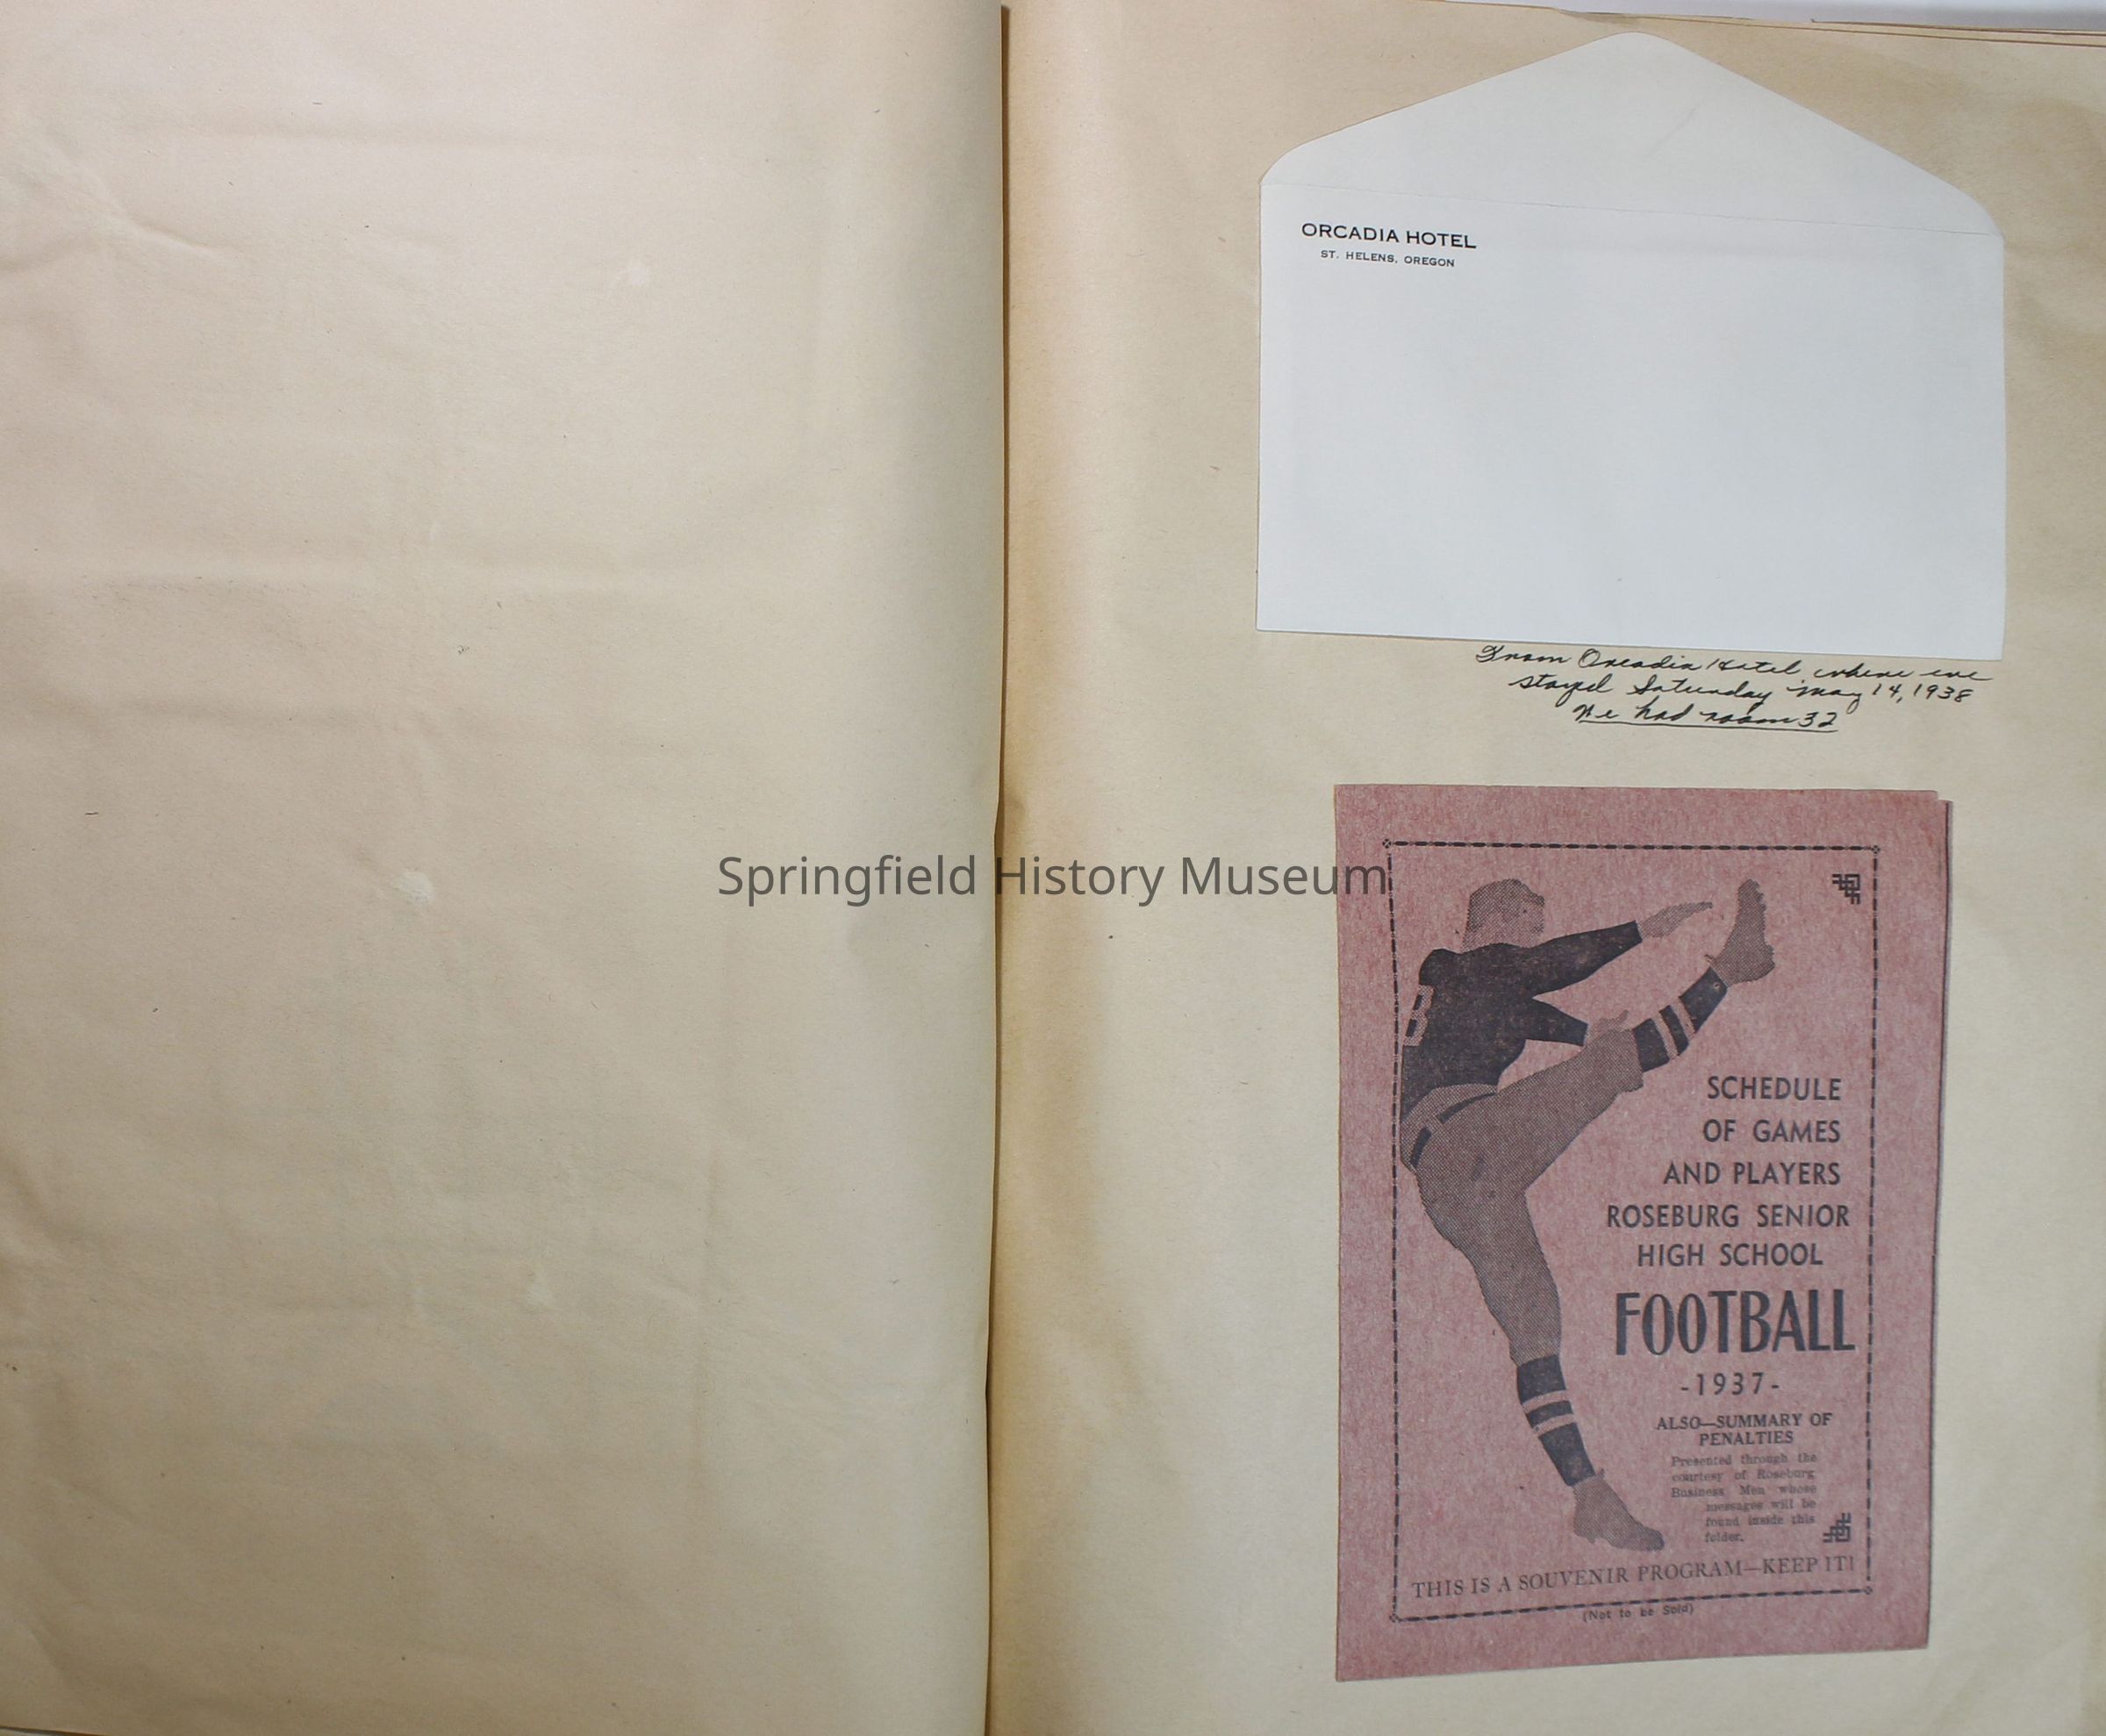 ORCADIA HOTEL
ST. HELENS, OREGON
From Orcadia Hotel, where we
stayed Saturday May 14, 1938
We had room 32
Springfield History Museum
SCHEDULE
OF GAMES
AND PLAYERS
ROSEBURG SENIOR
HIGH SCHOOL
FOOTBALL
-1937-
ALSO—SUMMARY OF
PENALTIES
Presented through the
courtesy of Roseburg
Business Men whose
messages will be
found inside this
folder.
THIS IS A SOUVENIR PROGRAM—KEEP IT!
(Not to be Sold)